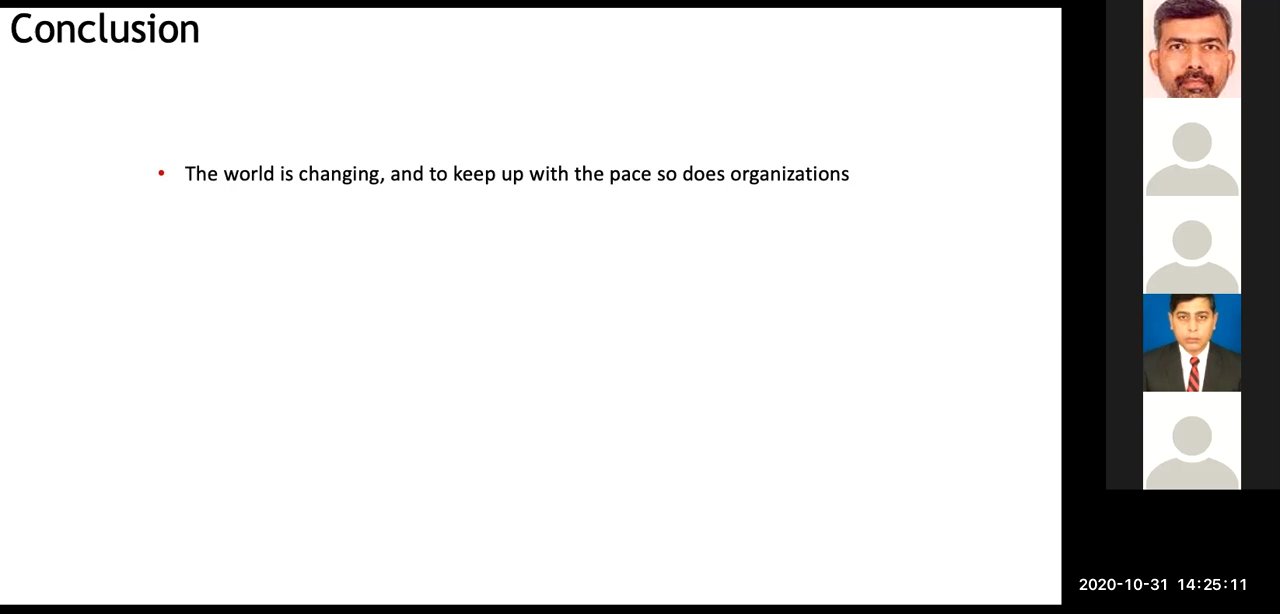 Conclusion
• The world is changing, and to keep up with the pace so does organizations
2020-10-31 14:25:11